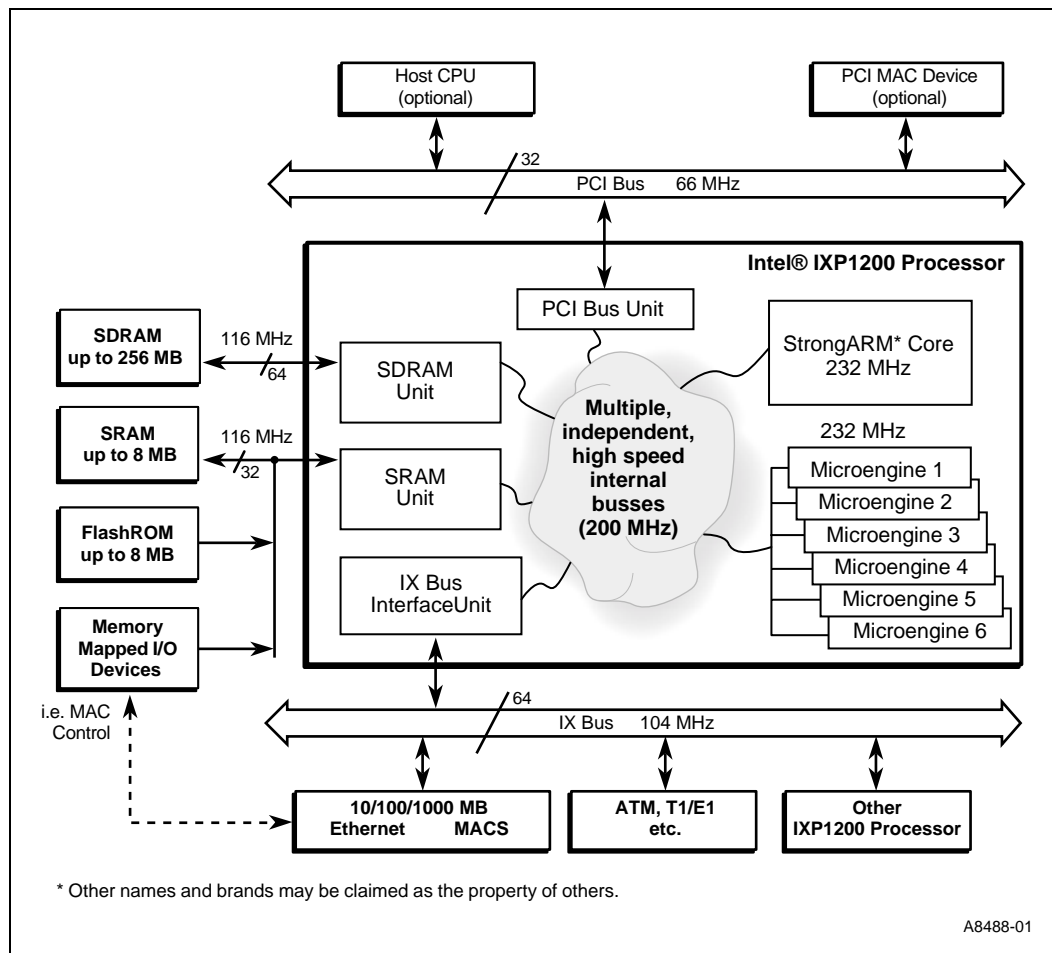 Host CPU
(optional)
PCI MAC Device
(optional)
32
PCI Bus 66 MHz
Intel® IXP1200 Processor
PCI Bus Unit
StrongARM* Core
232 MHz
SDRAM
up to 256 MB
116 MHz
64
SDRAM
Unit
SRAM
up to 8 MB
116 MHz
32
SRAM
Unit
Multiple,
independent,
high speed
internal
busses
(200 MHz)
232 MHz
Microengine 1
Microengine 2
Microengine 3
Microengine 4
Microengine 5
Microengine 6
FlashROM
up to 8 MB
IX Bus
InterfaceUnit
Memory
Mapped I/O
Devices
i.e. MAC
Control
64
IX Bus 104 MHz
10/100/1000 MB
Ethernet MACS
ATM, T1/E1
etc.
Other
IXP1200 Processor
* Other names and brands may be claimed as the property of others.
A8488-01